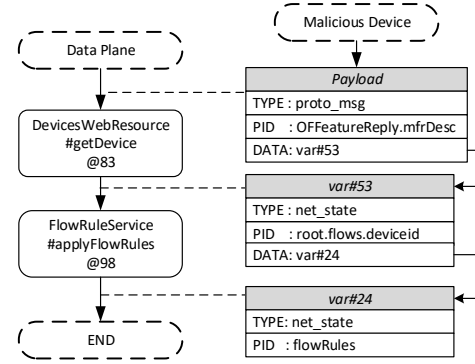 Data Plane
DevicesWebResource
#getDevice
@83
FlowRuleService
#applyFlowRules
@98
END
Malicious Device
Payload
TYPE : proto_msg
PID : OFFeatureReply.mfrDesc
DATA: var#53
var#53
TYPE : net_state
PID : root.flows.deviceid
DATA: var#24
var#24
TYPE: net_state
PID : flowRules